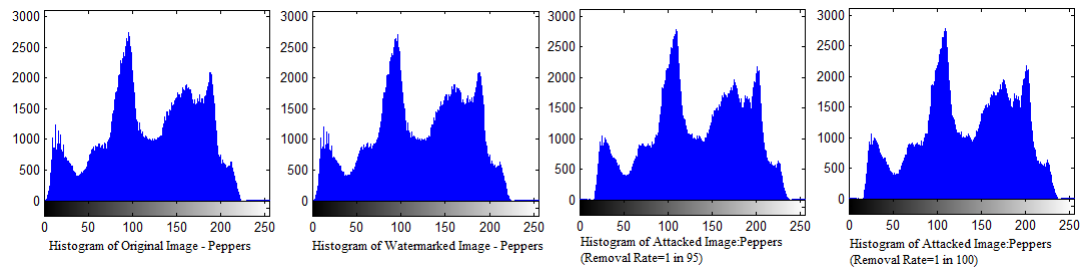 3000
2500
2000
1500
1000
500
0
0 50 100 150 200 250
Histogram of Original Image - Peppers
3000
2500
2000
1500
1000
500
0
0 50 100 150 200 250
Histogram of Watermarked Image - Peppers
3000
2500
2000
1500
1000
500
0
0 50 100 150 200 250
Histogram of Attacked Image:Peppers
(Removal Rate=1 in 95)
3000
2500
2000
1500
1000
500
0
0 50 100 150 200 250
Histogram of Attacked Image:Peppers
(Removal Rate=1 in 100)